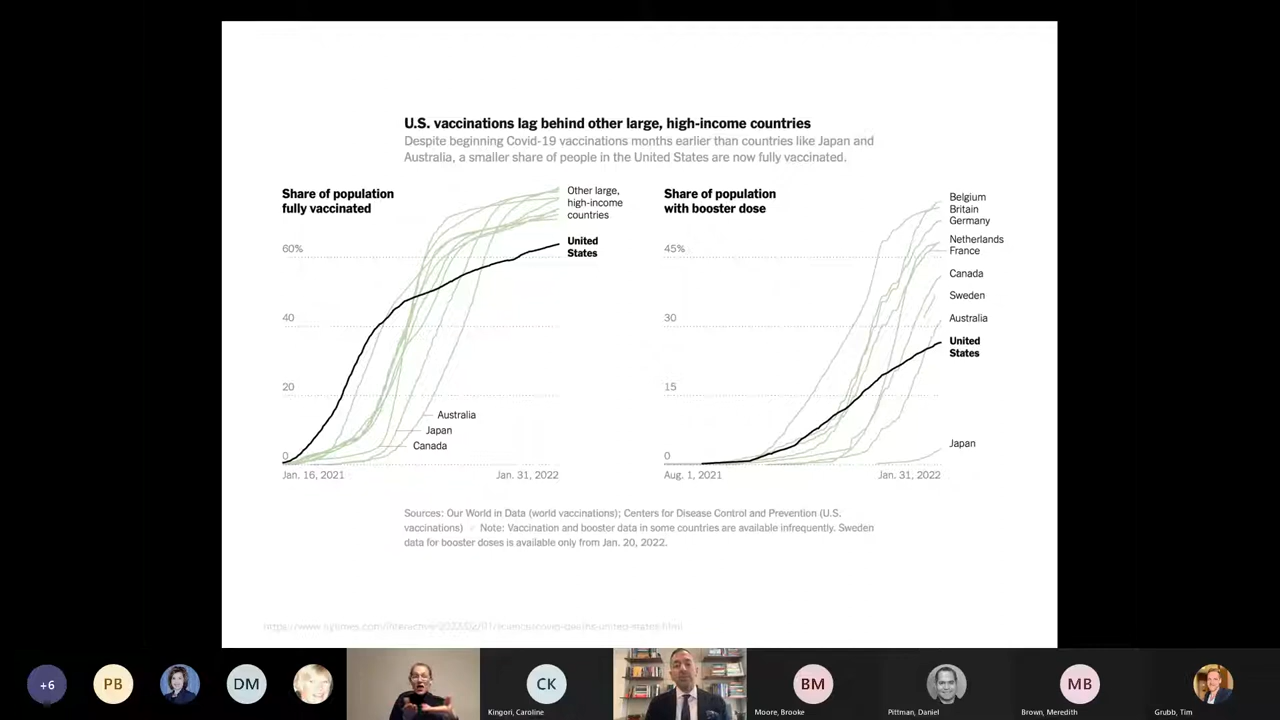 U.S. vaccinations lag behind other large, high-income countries
Despite beginning Covid-19 vaccinations months earlier than countries like Japan and
Australia, a smaller share of people in the United States are now fully vaccinated.
Share of population
fully vaccinated
60%
40
20
0
Jan. 16, 2021
Jan. 31, 2022
Other large,
high-income
countries
United
States
Australia
Japan
Canada
Share of population
with booster dose
45%
30
15
0
Aug. 1, 2021
Jan. 31, 2022
Belgium
Britain
Germany
Netherlands
France
Canada
Sweden
Australia
United
States
Japan
Sources: Our World in Data (world vaccinations); Centers for Disease Control and Prevention (U.S.
vaccinations) Note: Vaccination and booster data in some countries are available infrequently. Sweden
data for booster doses is available only from Jan. 20, 2022.
+6
PB
DM
CK
Kingori, Caroline
BM
Moore, Brooke
Pittman, Daniel
MB
Brown, Meredith
Grubb, Tim